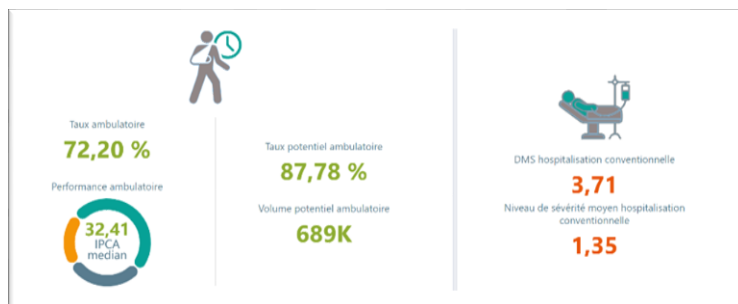 Taux ambulatoire
72,20 %
Performance ambulatoire
32,41
IPCA
median
Taux potentiel ambulatoire
87,78 %
Volume potentiel ambulatoire
689K
DMS hospitalisation conventionnelle
3,71
Niveau de sévérité moyen hospitalisation
conventionnelle
1,35